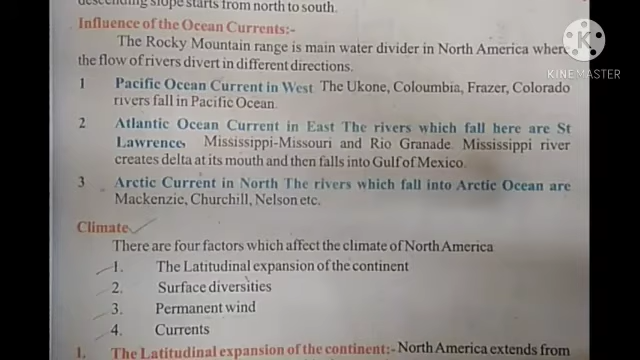 descending slope starts from north to south.
Influence of the Ocean Currents:-
The Rocky Mountain range is main water divider in North America where
the flow of rivers divert in different directions.
1 Pacific Ocean Current in West The Ukone, Coloumbia, Frazer, Colorado
rivers fall in Pacific Ocean.
2 Atlantic Ocean Current in East The rivers which fall here are St
Lawrence, Mississippi-Missouri and Rio Granade. Mississippi river
creates delta at its mouth and then falls into Gulf of Mexico.
3 Arctic Current in North The rivers which fall into Arctic Ocean are
Mackenzie, Churchill, Nelson etc.
Climate
There are four factors which affect the climate of North America
1. The Latitudinal expansion of the continent
2. Surface diversities
3. Permanent wind
4. Currents
1. The Latitudinal expansion of the continent:- North America extends from
KINEMASTER